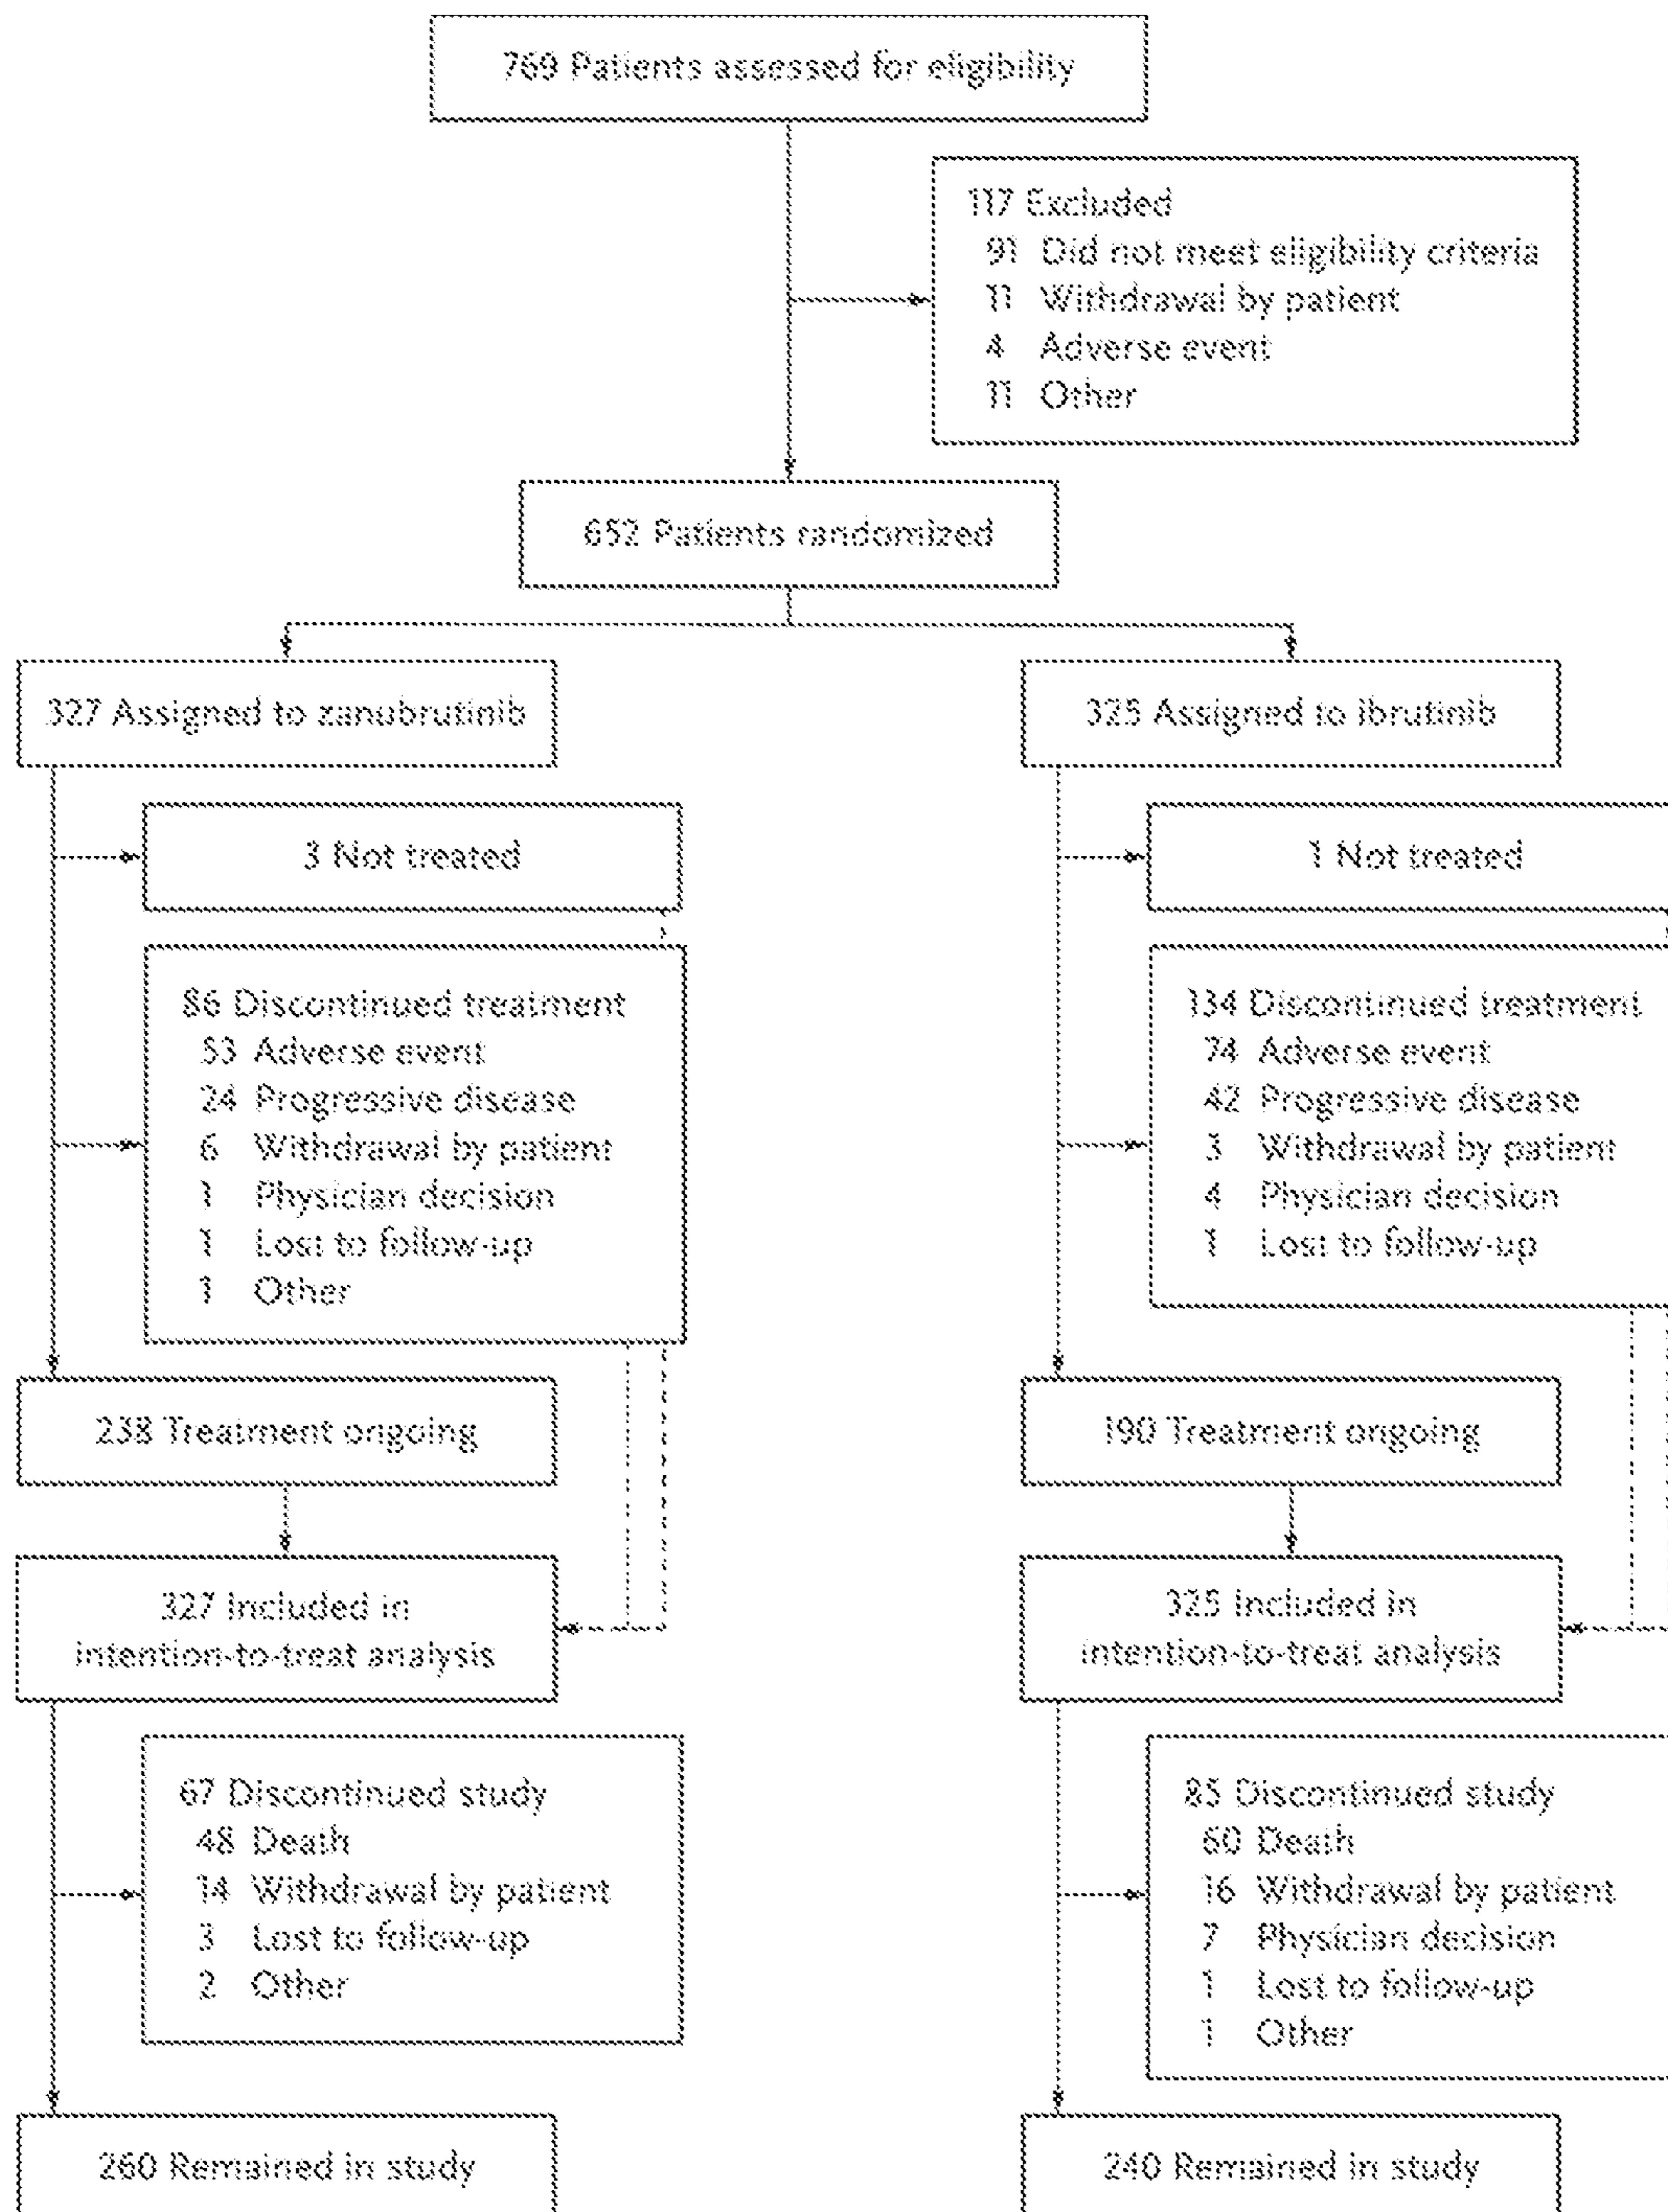 769 Patients assessed for eligibility
117 Excluded
91 Did not meet eligibility criteria
11 Withdrawal by patient
4 Adverse event
11 Other
652 Patients randomized
327 Assigned to zanubrutinib
3 Not treated
86 Discontinued treatment
53 Adverse event
24 Progressive disease
6 Withdrawal by patient
1 Physician decision
1 Lost to follow-up
1 Other
238 Treatment ongoing
327 Included in
intention-to-treat analysis
67 Discontinued study
48 Death
14 Withdrawal by patient
3 Lost to follow-up
2 Other
260 Remained in study
325 Assigned to ibrutinib
1 Not treated
134 Discontinued treatment
74 Adverse event
42 Progressive disease
3 Withdrawal by patient
4 Physician decision
1 Lost to follow-up
190 Treatment ongoing
325 Included in
intention-to-treat analysis
85 Discontinued study
60 Death
16 Withdrawal by patient
7 Physician decision
1 Lost to follow-up
1 Other
240 Remained in study